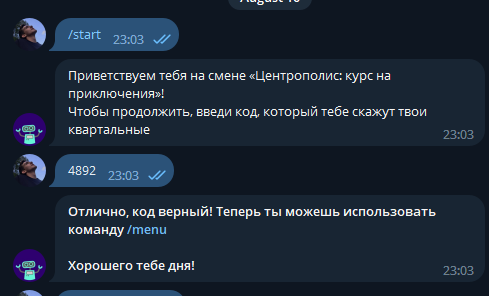 August 10
/start 23:03
Приветствуем тебя на смене «Центрополис: курс на
приключения»!
Чтобы продолжить, введи код, который тебе скажут твои
квартальные
23:03
4892 23:03
Отлично, код верный! Теперь ты можешь использовать
команду /menu
Хорошего тебе дня!
23:03